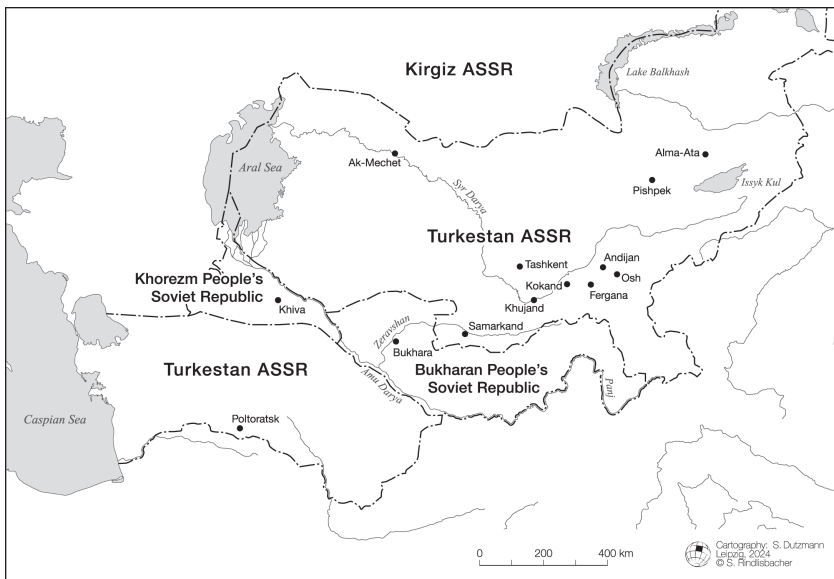 Kirgiz ASSR
Lake Balkhash
Aral Sea
Ak-Mechet
Alma-Ata
Issyk Kul
Pishpek
Syr Darya
Turkestan ASSR
Tashkent
Andijan
Osh
Kokand
Fergana
Khujand
Khorezm People's
Soviet Republic
Khiva
Zeravshan
Samarkand
Bukhara
Bukharan People's
Soviet Republic
Turkestan ASSR
Amu Darya
Panj
Caspian Sea
Poltoratsk
0 200 400 km
Cartography: S. Dutzmann
Leipzig, 2024
© S. Rindlisbacher